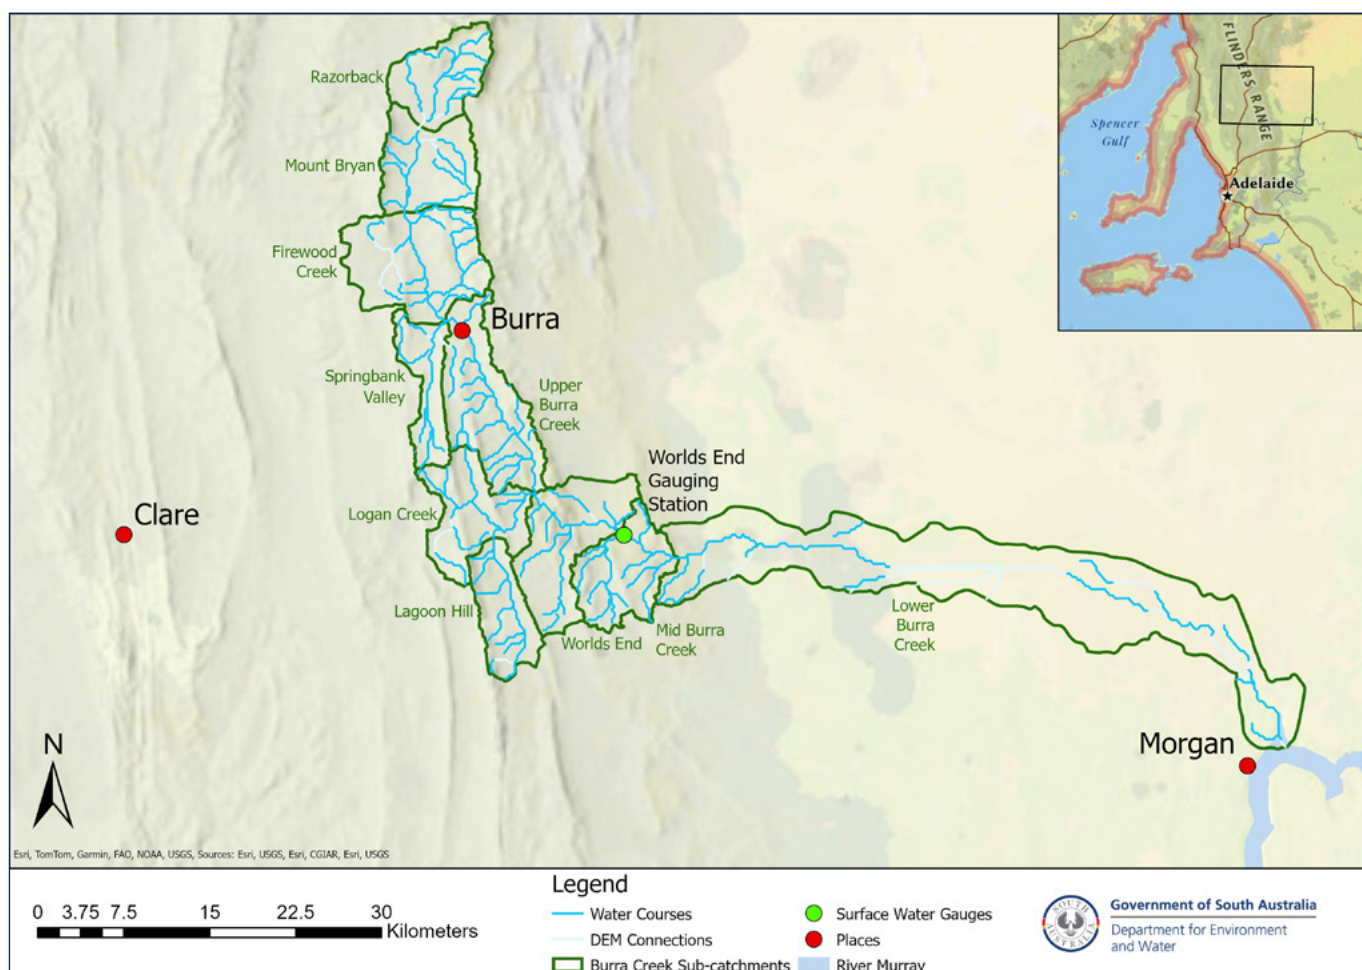 Razorback
Mount Bryan
Firewood
Creek
Burra
Springbank
Valley
Upper
Burra
Creek
Worlds End
Gauging
Station
Clare
Logan Creek
Lagoon Hill
Worlds End
Mid Burra
Creek
Lower
Burra
Creek
Morgan
N
FLINDERS RANGE
Spencer
Gulf
Adelaide
Esri, TomTom, Garmin, FAO, NOAA, USGS, Sources: Esri, USGS, Esri, CGIAR, Esri, USGS
0 3.75 7.5 15 22.5 30
Kilometers
Legend
Water Courses
DEM Connections
Burra Creek Sub-catchments
Surface Water Gauges
Places
River Murray
SOUTH
AUSTRALIA
Government of South Australia
Department for Environment
and Water